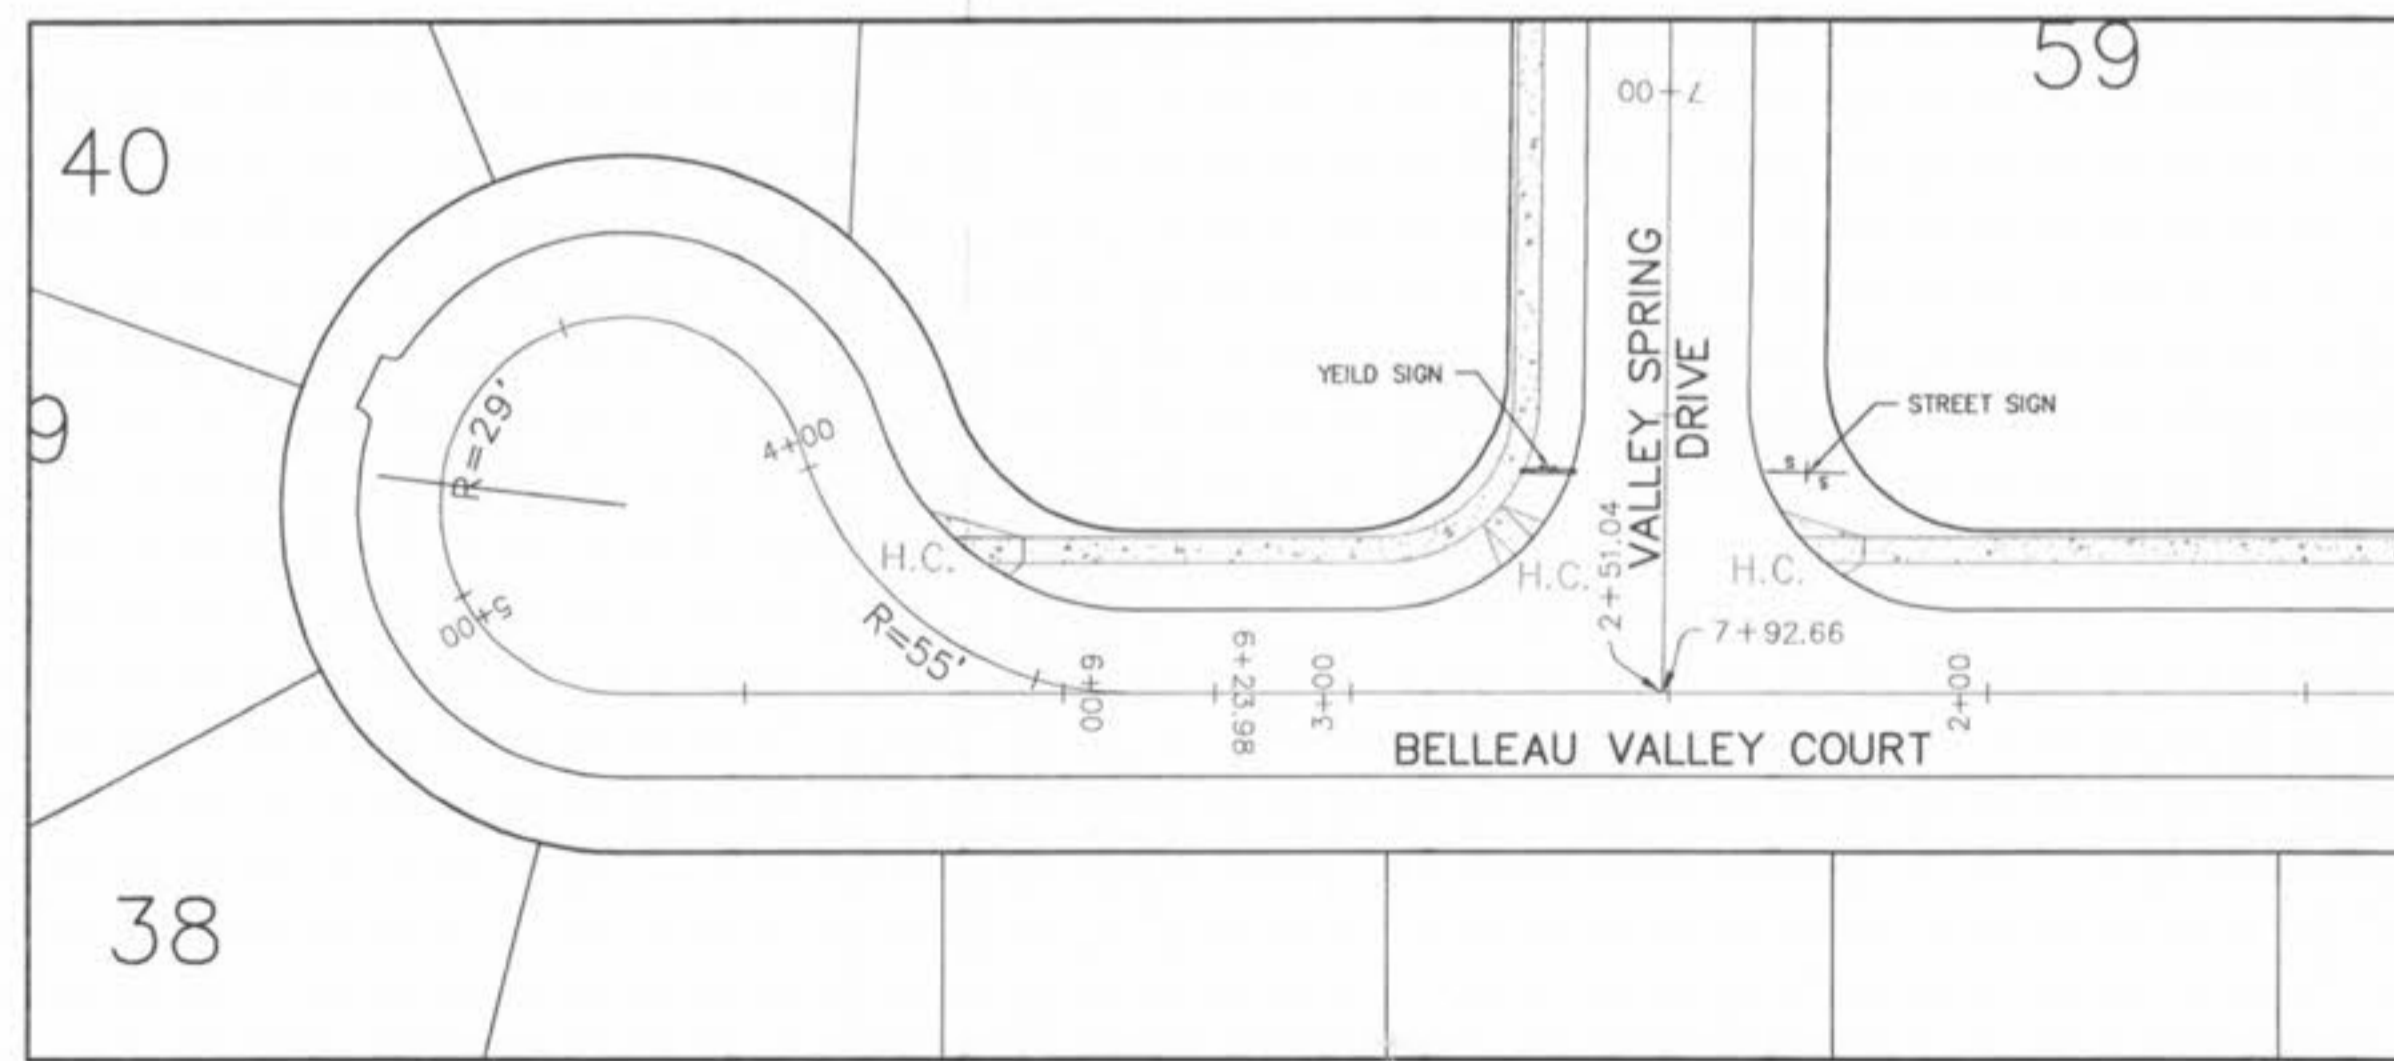 59
40
7+00
9
YEILD SIGN
VALLEY SPRING
DRIVE
STREET SIGN
S
S
R=29'
4+00
H.C.
H.C.
H.C.
5+00
R=55'
2+51.04
7+92.66
6+00
6+23.98
3+00
2+00
BELLEAU VALLEY COURT
38